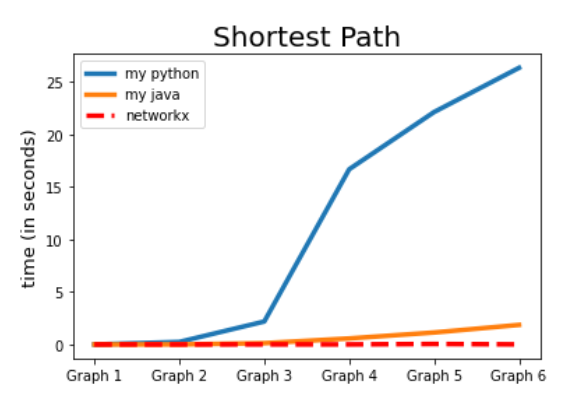 Shortest Path
my python
my java
networkx
time (in seconds)
25
20
15
10
5
0
Graph 1 Graph 2 Graph 3 Graph 4 Graph 5 Graph 6